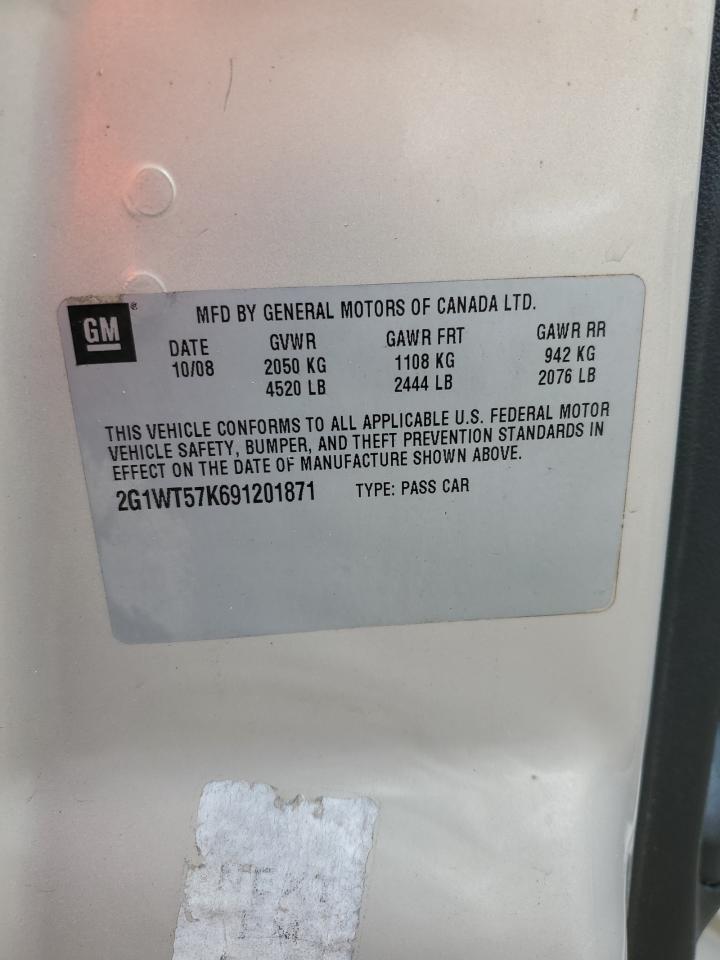 GM ®
MFD BY GENERAL MOTORS OF CANADA LTD.
DATE GVWR GAWR FRT GAWR RR
10/08 2050 KG 1108 KG 942 KG
4520 LB 2444 LB 2076 LB
THIS VEHICLE CONFORMS TO ALL APPLICABLE U.S. FEDERAL MOTOR
VEHICLE SAFETY, BUMPER, AND THEFT PREVENTION STANDARDS IN
EFFECT ON THE DATE OF MANUFACTURE SHOWN ABOVE.
2G1WT57K691201871 TYPE: PASS CAR